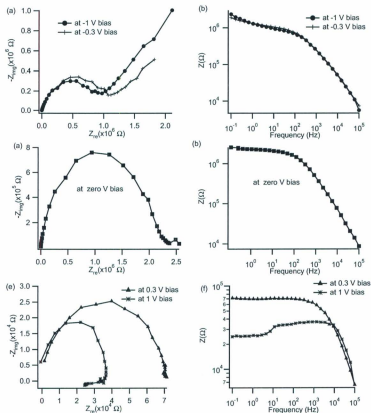 (a)
at -1 V bias
at -0.3 V bias
-Zimg(x10⁶ Ω)
1.0
0.8
0.6
0.4
0.2
0.0
0.0 0.5 1.0 1.5 2.0
Zre(x10⁶ Ω)
(b)
at -1 V bias
at -0.3 V bias
Z(Ω)
10⁶
10⁵
10⁴
10⁻¹ 10⁰ 10¹ 10² 10³ 10⁴ 10⁵
Frequency (Hz)
(a)
at zero V bias
-Zimg(x10⁵ Ω)
8
6
4
2
0.0 0.5 1.0 1.5 2.0 2.5
Zre(x10⁶ Ω)
(b)
at zero V bias
Z(Ω)
10⁶
10⁵
10⁴
10⁰ 10¹ 10² 10³ 10⁴ 10⁵
Frequency (Hz)
(e)
at 0.3 V bias
at 1 V bias
-Zimg(x10⁴ Ω)
3.0
2.5
2.0
1.5
1.0
0.5
0.0
0 2 4 6
Zre(x10⁴ Ω)
(f)
at 0.3 V bias
at 1 V bias
Z(Ω)
10⁵
7
6
5
4
3
2
10⁴
7
10⁻¹ 10⁰ 10¹ 10² 10³ 10⁴ 10⁵
Frequency (Hz)